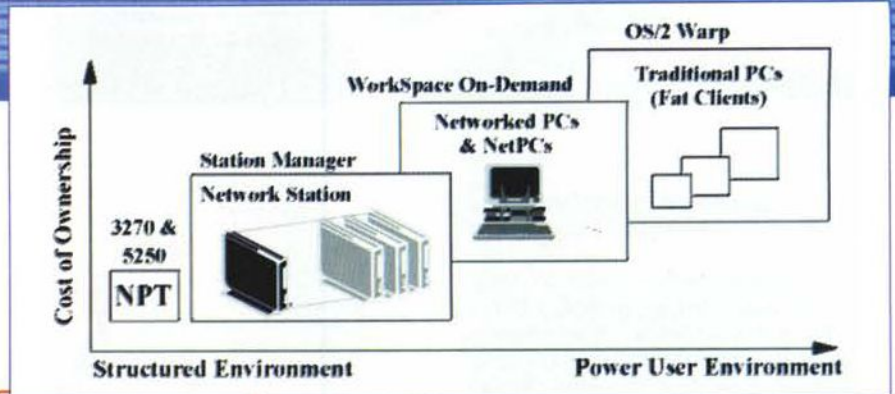 OS/2 Warp
Traditional PCs
(Fat Clients)
WorkSpace On-Demand
Networked PCs
& NetPCs
Station Manager
Network Station
3270 &
5250
NPT
Cost of Ownership
Structured Environment
Power User Environment